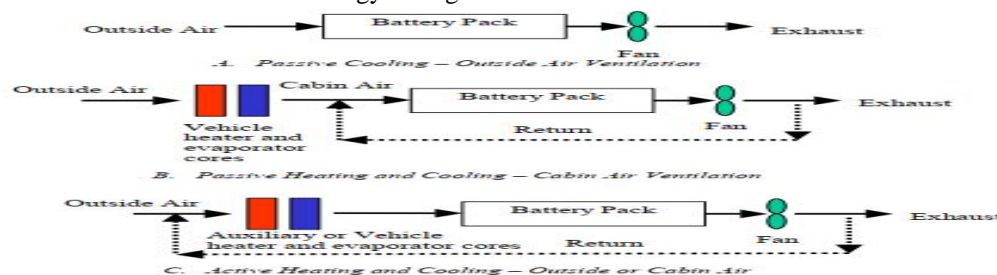 Battery Pack
Outside Air
Exhaust
Fan
A. Passive Cooling – Outside Air Ventilation
Outside Air
Cabin Air
Battery Pack
Exhaust
Vehicle
heater and
evaporator
cores
Return
Fan
B. Passive Heating and Cooling – Cabin Air Ventilation
Outside Air
Battery Pack
Exhaust
Auxiliary or Vehicle
heater and evaporator cores
Return
Fan
C. Active Heating and Cooling – Outside or Cabin Air